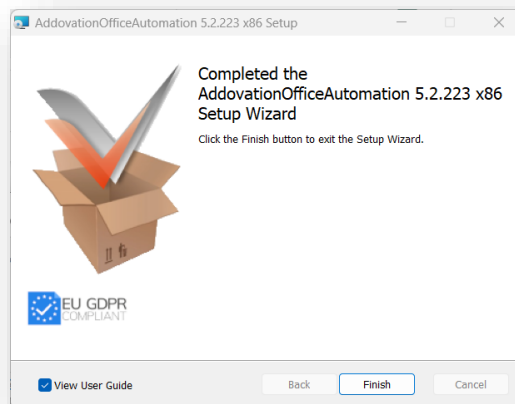 AddovationOfficeAutomation 5.2.223 x86 Setup
Completed the
AddovationOfficeAutomation 5.2.223 x86
Setup Wizard
Click the Finish button to exit the Setup Wizard.
EU GDPR
COMPLIANT
View User Guide
Back
Finish
Cancel